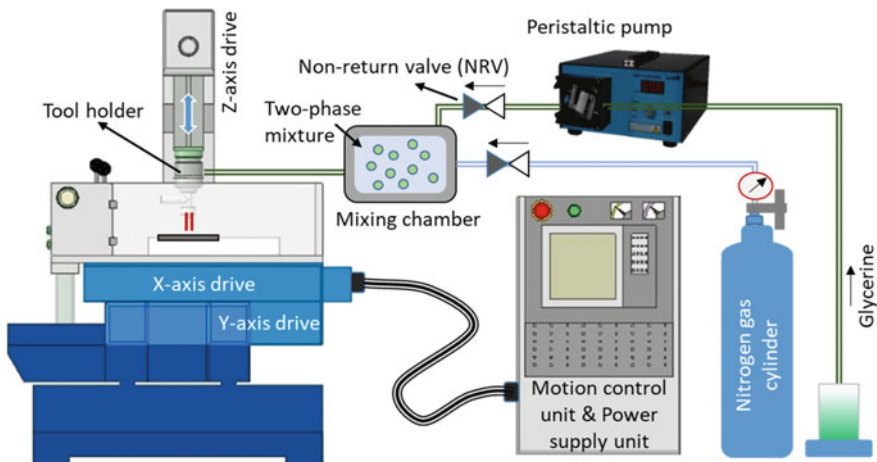 Peristaltic pump
Z-axis drive
Non-return valve (NRV)
Tool holder
Two-phase
mixture
Mixing chamber
X-axis drive
Y-axis drive
Motion control
unit & Power
supply unit
Nitrogen gas
cylinder
Glycerine